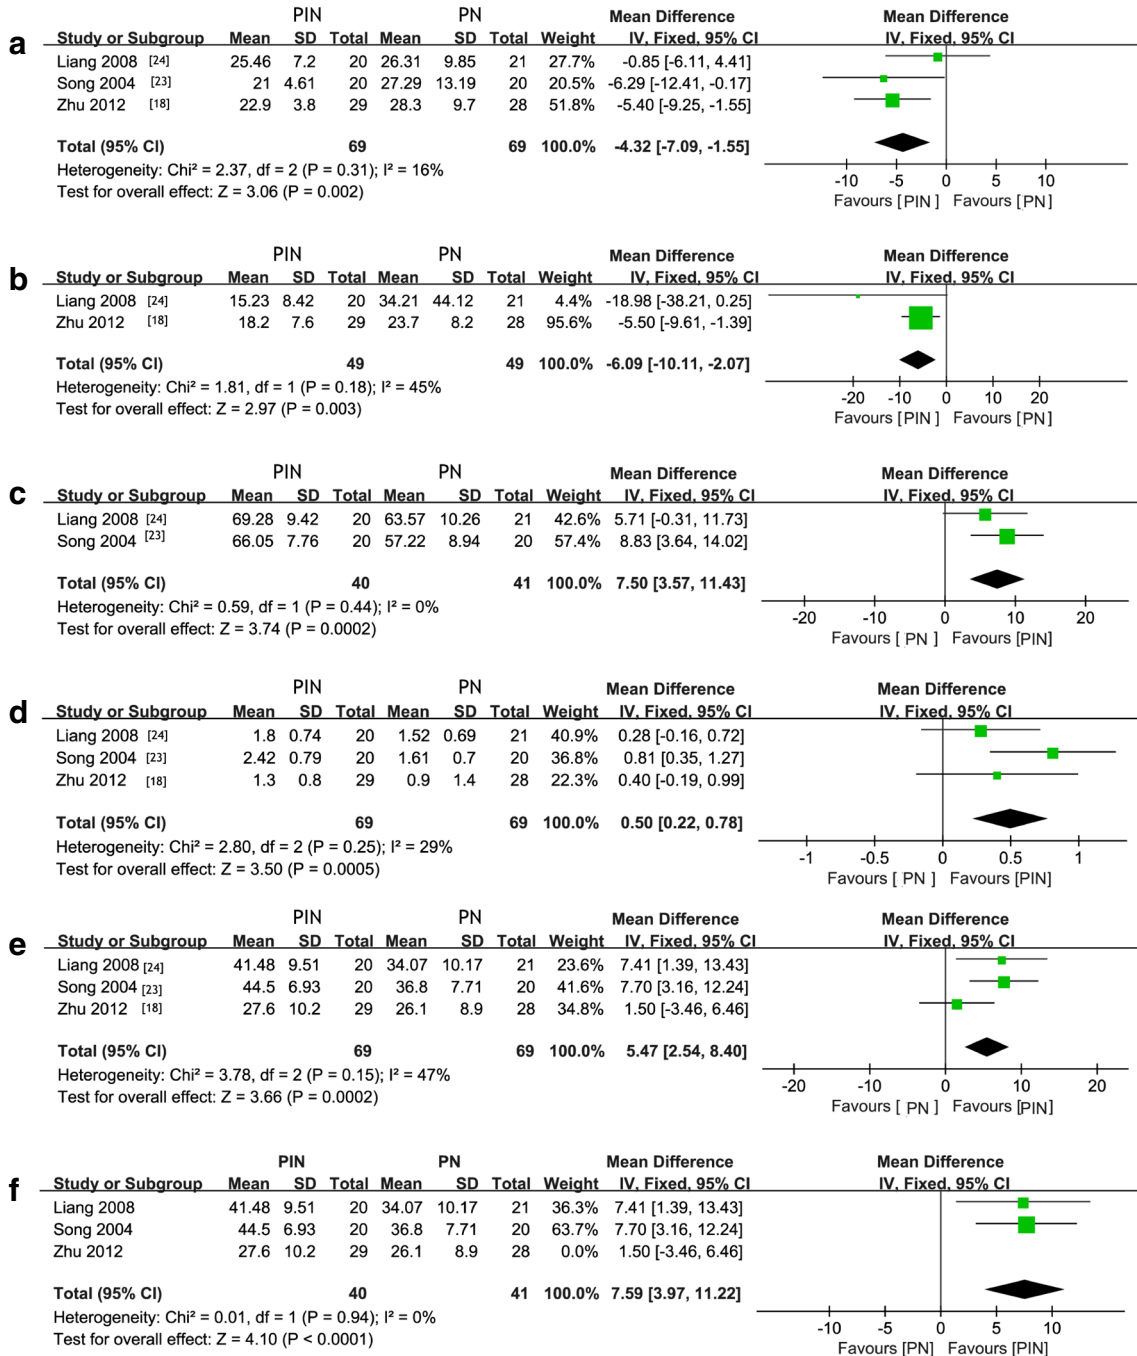 a
PIN PN Mean Difference Mean Difference
Study or Subgroup Mean SD Total Mean SD Total Weight IV, Fixed, 95% CI IV, Fixed, 95% CI
Liang 2008 [24] 25.46 7.2 20 26.31 9.85 21 27.7% -0.85 [-6.11, 4.41]
Song 2004 [23] 21 4.61 20 27.29 13.19 20 20.5% -6.29 [-12.41, -0.17]
Zhu 2012 [18] 22.9 3.8 29 28.3 9.7 28 51.8% -5.40 [-9.25, -1.55]
Total (95% CI) 69 69 100.0% -4.32 [-7.09, -1.55]
Heterogeneity: Chi² = 2.37, df = 2 (P = 0.31); I² = 16%
Test for overall effect: Z = 3.06 (P = 0.002)
-10 -5 0 5 10
Favours [PIN] Favours [PN]
b
PIN PN Mean Difference Mean Difference
Study or Subgroup Mean SD Total Mean SD Total Weight IV, Fixed, 95% CI IV, Fixed, 95% CI
Liang 2008 [24] 15.23 8.42 20 34.21 44.12 21 4.4% -18.98 [-38.21, 0.25]
Zhu 2012 [18] 18.2 7.6 29 23.7 8.2 28 95.6% -5.50 [-9.61, -1.39]
Total (95% CI) 49 49 100.0% -6.09 [-10.11, -2.07]
Heterogeneity: Chi² = 1.81, df = 1 (P = 0.18); I² = 45%
Test for overall effect: Z = 2.97 (P = 0.003)
-20 -10 0 10 20
Favours [PIN] Favours [PN]
c
PIN PN Mean Difference Mean Difference
Study or Subgroup Mean SD Total Mean SD Total Weight IV, Fixed, 95% CI IV, Fixed, 95% CI
Liang 2008 [24] 69.28 9.42 20 63.57 10.26 21 42.6% 5.71 [-0.31, 11.73]
Song 2004 [23] 66.05 7.76 20 57.22 8.94 20 57.4% 8.83 [3.64, 14.02]
Total (95% CI) 40 41 100.0% 7.50 [3.57, 11.43]
Heterogeneity: Chi² = 0.59, df = 1 (P = 0.44); I² = 0%
Test for overall effect: Z = 3.74 (P = 0.0002)
-20 -10 0 10 20
Favours [ PN ] Favours [PIN]
d
PIN PN Mean Difference Mean Difference
Study or Subgroup Mean SD Total Mean SD Total Weight IV, Fixed, 95% CI IV, Fixed, 95% CI
Liang 2008 [24] 1.8 0.74 20 1.52 0.69 21 40.9% 0.28 [-0.16, 0.72]
Song 2004 [23] 2.42 0.79 20 1.61 0.7 20 36.8% 0.81 [0.35, 1.27]
Zhu 2012 [18] 1.3 0.8 29 0.9 1.4 28 22.3% 0.40 [-0.19, 0.99]
Total (95% CI) 69 69 100.0% 0.50 [0.22, 0.78]
Heterogeneity: Chi² = 2.80, df = 2 (P = 0.25); I² = 29%
Test for overall effect: Z = 3.50 (P = 0.0005)
-1 -0.5 0 0.5 1
Favours [ PN ] Favours [PIN]
e
PIN PN Mean Difference Mean Difference
Study or Subgroup Mean SD Total Mean SD Total Weight IV, Fixed, 95% CI IV, Fixed, 95% CI
Liang 2008 [24] 41.48 9.51 20 34.07 10.17 21 23.6% 7.41 [1.39, 13.43]
Song 2004 [23] 44.5 6.93 20 36.8 7.71 20 41.6% 7.70 [3.16, 12.24]
Zhu 2012 [18] 27.6 10.2 29 26.1 8.9 28 34.8% 1.50 [-3.46, 6.46]
Total (95% CI) 69 69 100.0% 5.47 [2.54, 8.40]
Heterogeneity: Chi² = 3.78, df = 2 (P = 0.15); I² = 47%
Test for overall effect: Z = 3.66 (P = 0.0002)
-20 -10 0 10 20
Favours [ PN ] Favours [PIN]
f
PIN PN Mean Difference Mean Difference
Study or Subgroup Mean SD Total Mean SD Total Weight IV, Fixed, 95% CI IV, Fixed, 95% CI
Liang 2008 41.48 9.51 20 34.07 10.17 21 36.3% 7.41 [1.39, 13.43]
Song 2004 44.5 6.93 20 36.8 7.71 20 63.7% 7.70 [3.16, 12.24]
Zhu 2012 27.6 10.2 29 26.1 8.9 28 0.0% 1.50 [-3.46, 6.46]
Total (95% CI) 40 41 100.0% 7.59 [3.97, 11.22]
Heterogeneity: Chi² = 0.01, df = 1 (P = 0.94); I² = 0%
Test for overall effect: Z = 4.10 (P < 0.0001)
-10 -5 0 5 10
Favours [PN] Favours [PIN]